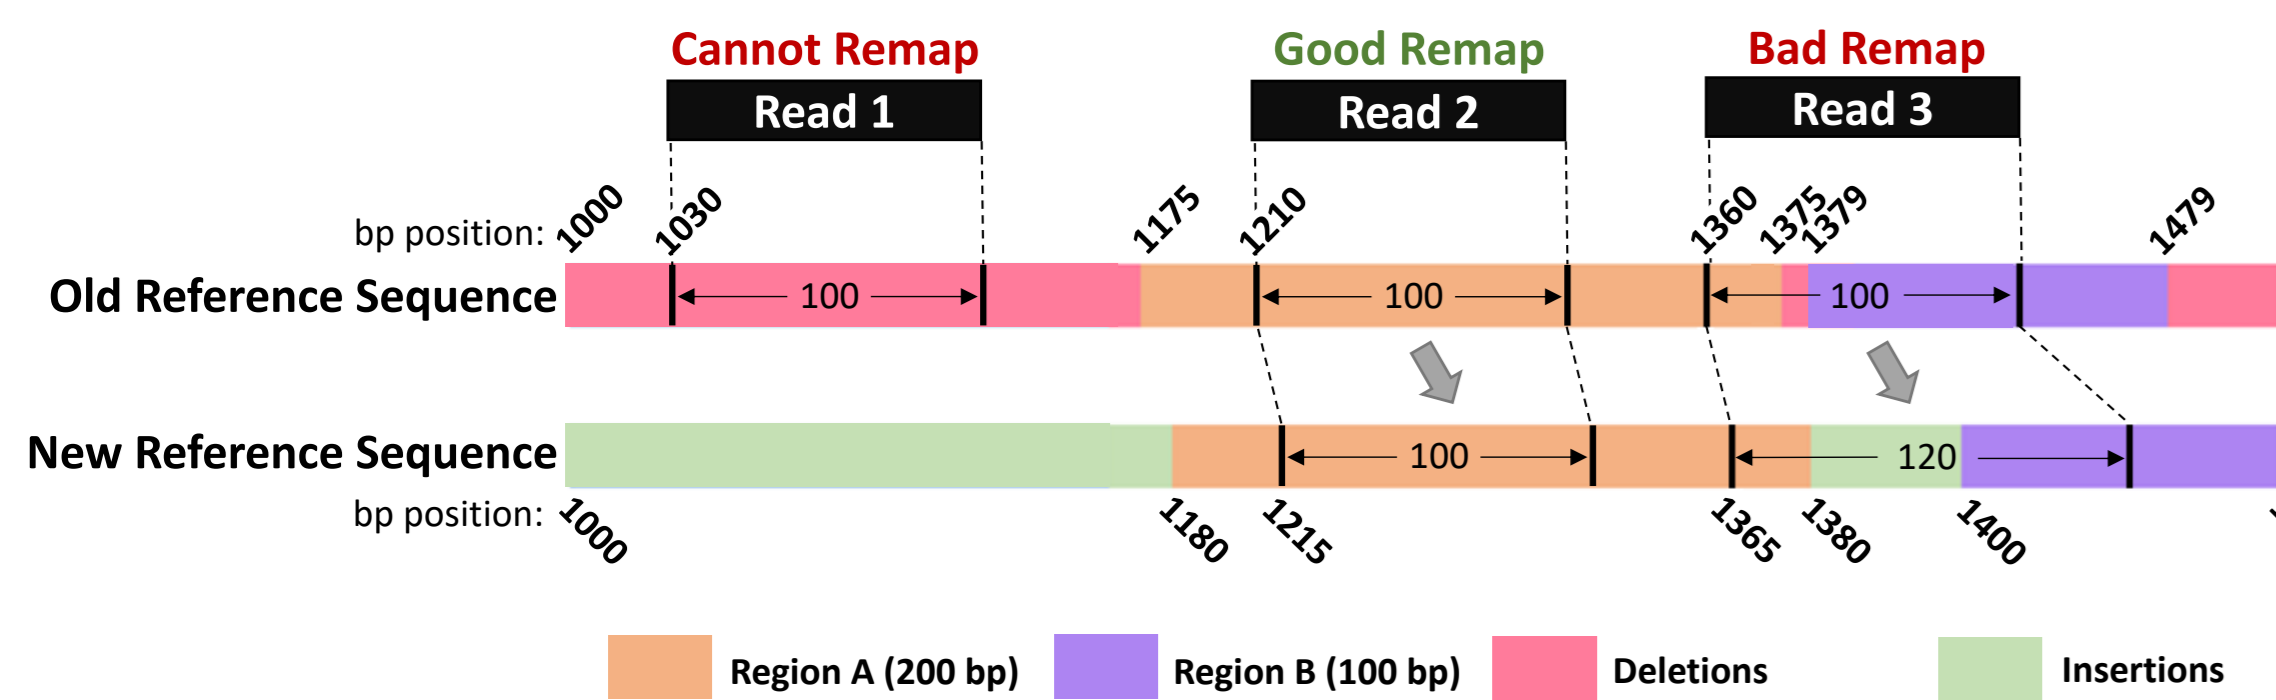 Cannot Remap
Good Remap
Bad Remap
Read 1
Read 2
Read 3
bp position:
1000
1030
1175
1210
1360
1375
1379
1479
Old Reference Sequence
100
100
100
New Reference Sequence
100
120
bp position:
1000
1180
1215
1365
1380
1400
Region A (200 bp)
Region B (100 bp)
Deletions
Insertions